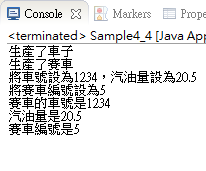 Console Markers Proper
<terminated> Sample4_4 [Java App
生產了車子
生產了賽車
將車號設為1234，汽油量設為20.5
將賽車編號設為5
賽車的車號是1234
汽油量是20.5
賽車編號是5